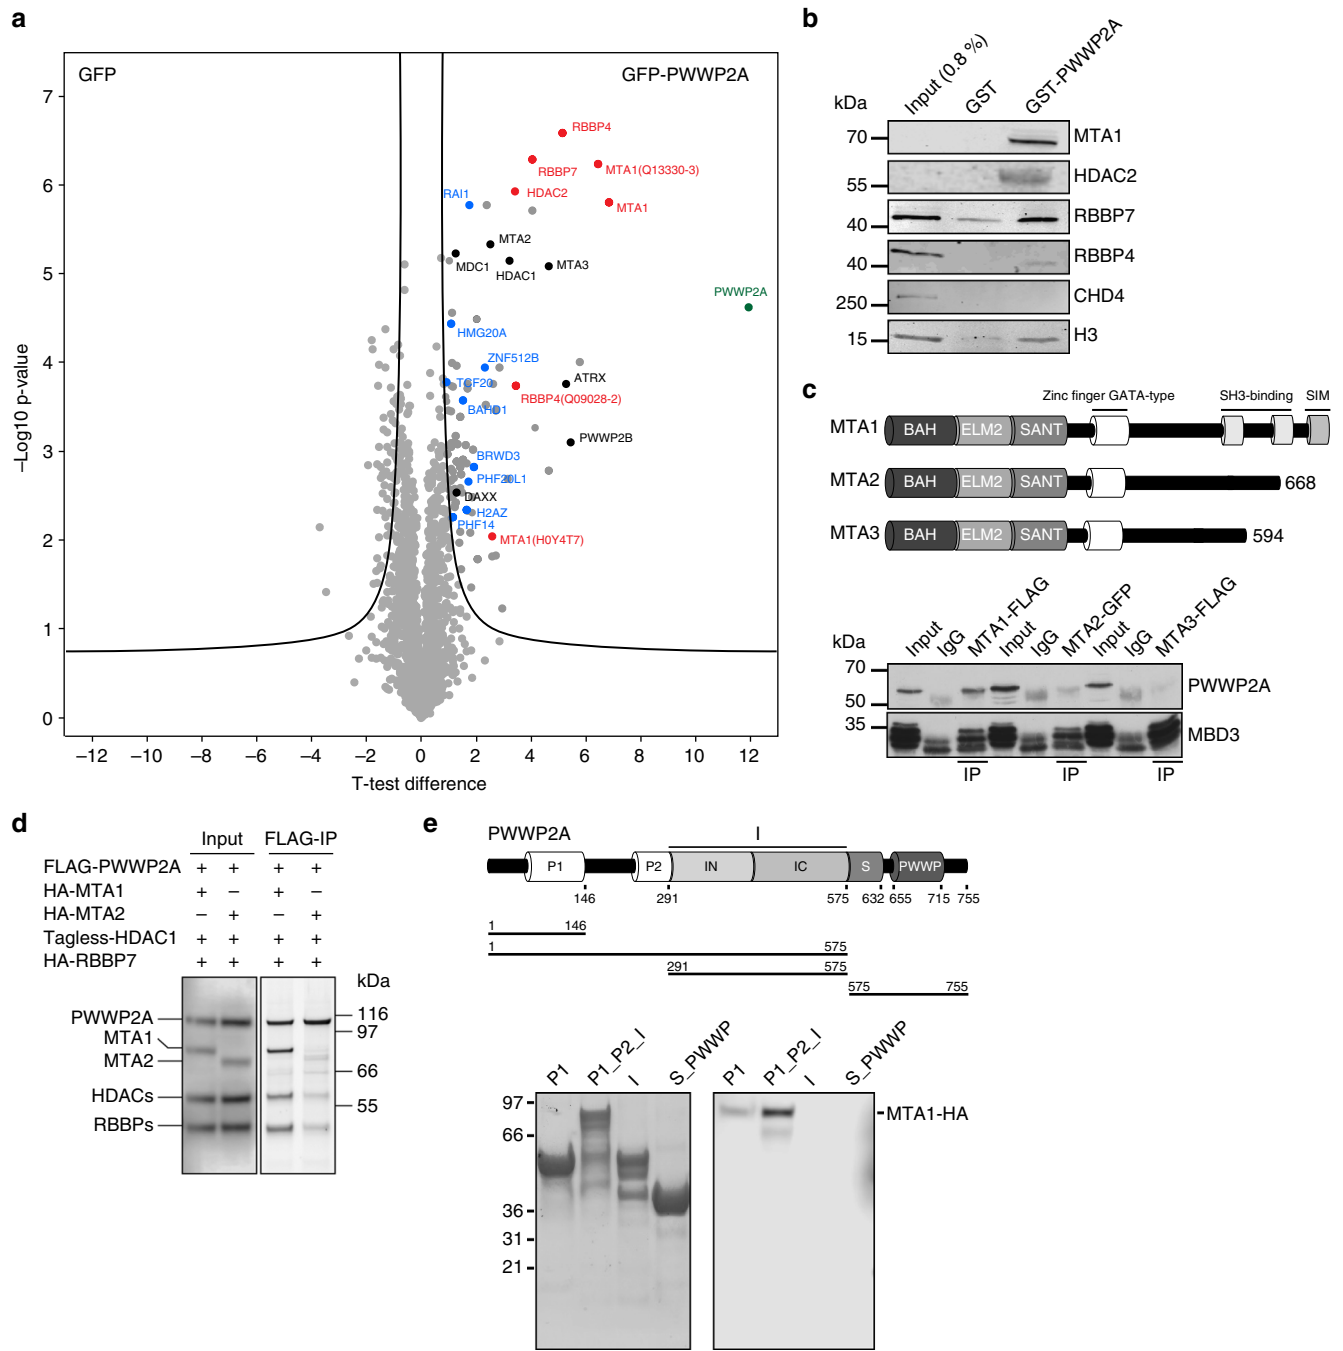 a
GFP
GFP-PWWP2A
RBBP4
RBBP7
MTA1(Q13330-3)
HDAC2
MTA1
RAI1
MTA2
MDC1
HDAC1
MTA3
PWWP2A
HMG20A
ZNF512B
TCF20
ATRX
RBBP4(Q09028-2)
BAHD1
PWWP2B
BRWD3
PHF20L1
DAXX
H2AZ
PHF14
MTA1(H0Y4T7)
7
6
5
4
3
2
1
0
–Log10 p-value
−12 −10 −8 −6 −4 −2 0 2 4 6 8 10 12
T-test difference
b
kDa
Input (0.8 %)
GST
GST-PWWP2A
70 MTA1
55 HDAC2
40 RBBP7
40 RBBP4
250 CHD4
15 H3
c
Zinc finger GATA-type SH3-binding SIM
MTA1 BAH ELM2 SANT
MTA2 BAH ELM2 SANT 668
MTA3 BAH ELM2 SANT 594
kDa
Input IgG MTA1-FLAG Input IgG MTA2-GFP Input IgG MTA3-FLAG
70
50
PWWP2A
35
MBD3
IP IP IP
d
Input FLAG-IP
FLAG-PWWP2A + + + +
HA-MTA1 + − + −
HA-MTA2 − + − +
Tagless-HDAC1 + + + +
HA-RBBP7 + + + +
kDa
PWWP2A
MTA1
MTA2
HDACs
RBBPs
116
97
66
55
e
PWWP2A I
P1 P2 IN IC S PWWP
146 291 575 632 655 715 755
1 146
1 575
291 575
575 755
P1 P1_P2_I I S_PWWP
P1 P1_P2_I I S_PWWP
97
66
36
31
21
MTA1-HA